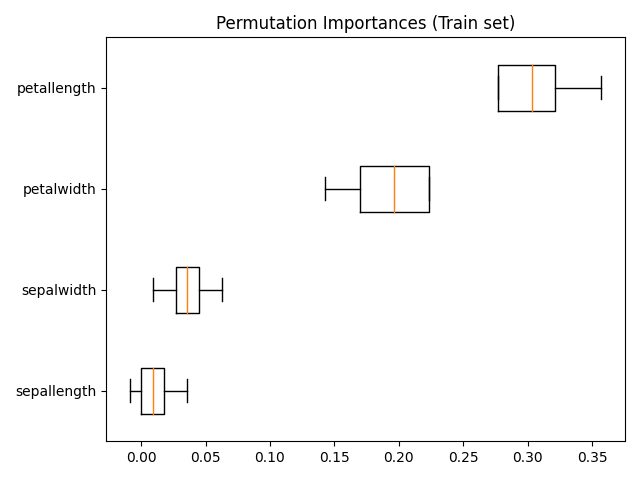 Permutation Importances (Train set)
petallength
petalwidth
sepalwidth
sepallength
0.00 0.05 0.10 0.15 0.20 0.25 0.30 0.35